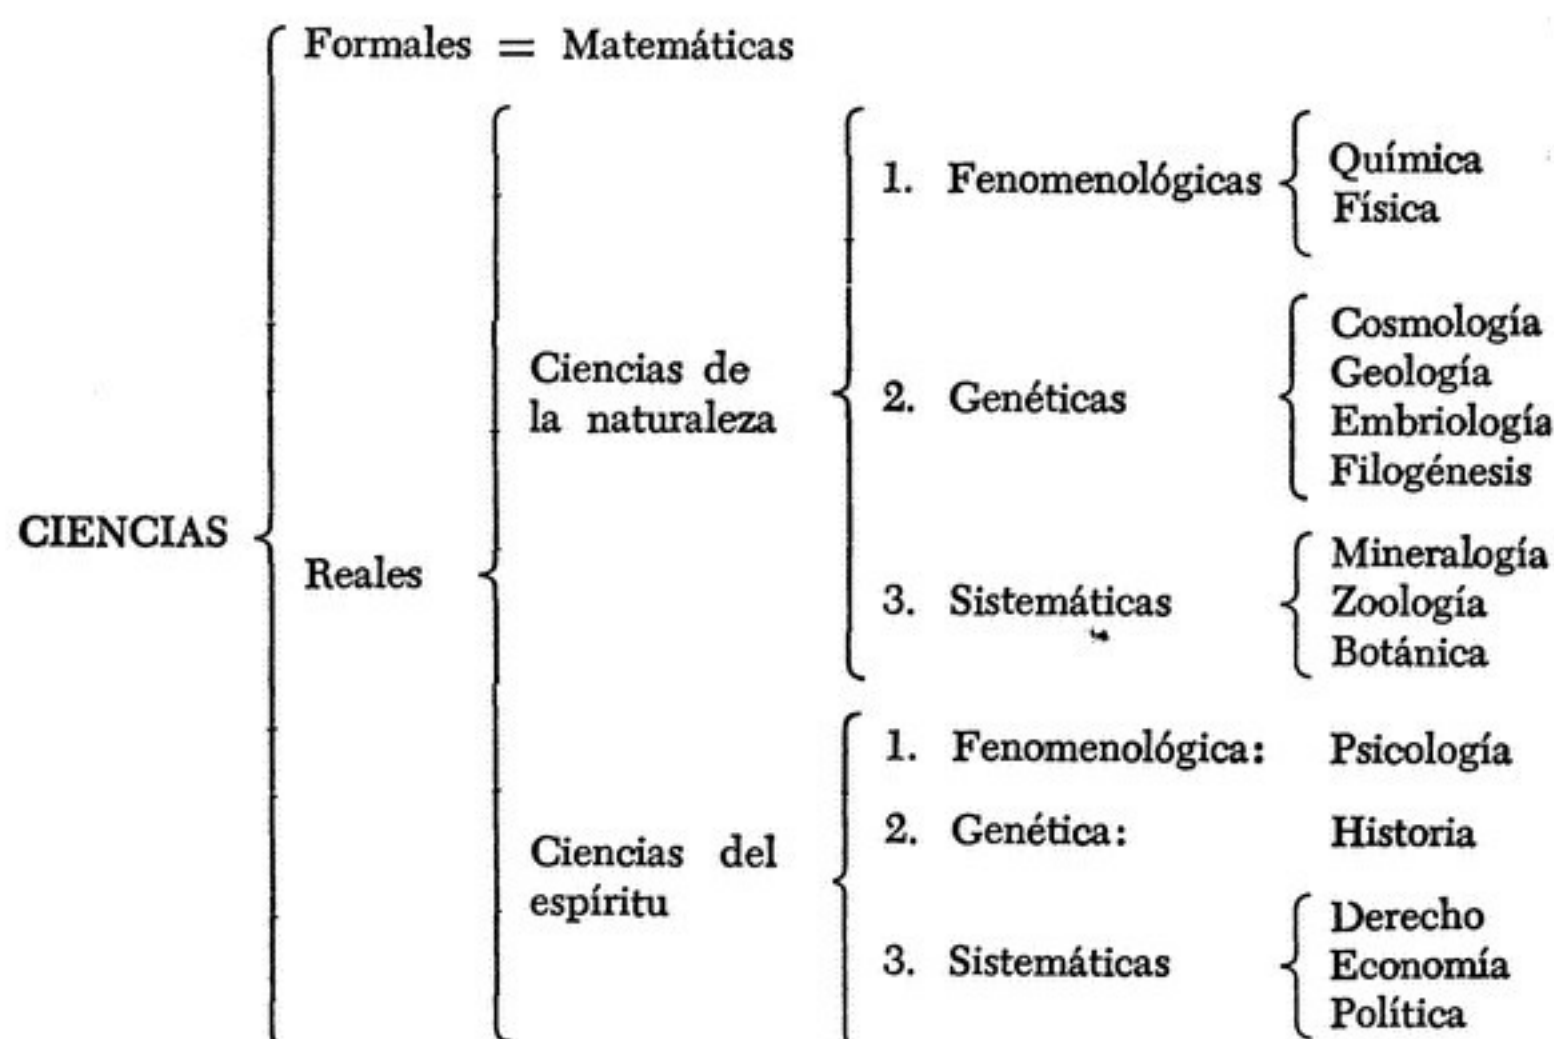 Formales = Matemáticas
1. Fenomenológicas
Química
Física
Ciencias de
la naturaleza
2. Genéticas
Cosmología
Geología
Embriología
Filogénesis
CIENCIAS
Reales
3. Sistemáticas
Mineralogía
Zoología
Botánica
Ciencias del
espíritu
1. Fenomenológica: Psicología
2. Genética: Historia
3. Sistemáticas
Derecho
Economía
Política